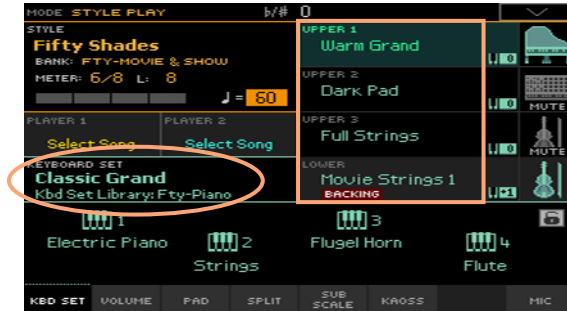 MODE STYLE PLAY ♭/# 0
STYLE
Fifty Shades
BANK: FTY-MOVIE & SHOW
METER: 6/8 L: 8
♩= 60
PLAYER 1
Select Song
PLAYER 2
Select Song
KEYBOARD SET
Classic Grand
Kbd Set Library: Fty-Piano
UPPER 1
Warm Grand
0
UPPER 2
Dark Pad
0
MUTE
UPPER 3
Full Strings
0
MUTE
LOWER
Movie Strings 1
BACKING
+1
1
Electric Piano
2
Strings
3
Flugel Horn
4
Flute
KBD SET VOLUME PAD SPLIT SUB SCALE KAOSS MIC